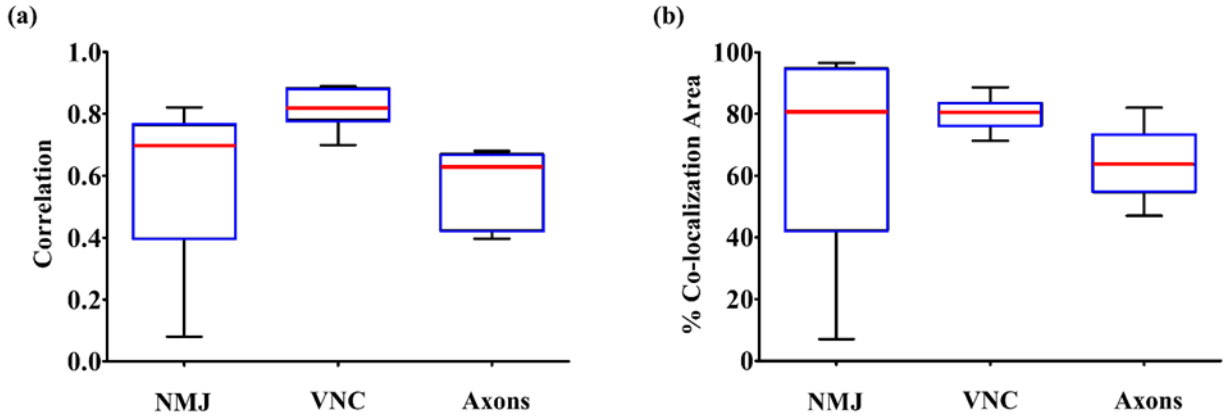 (a)
Correlation
1.0
0.8
0.6
0.4
0.2
0.0
NMJ VNC Axons
(b)
% Co-localization Area
100
80
60
40
20
0
NMJ VNC Axons